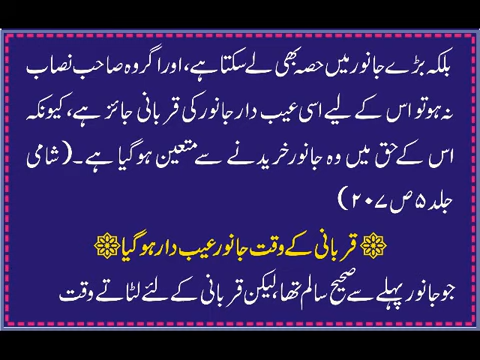 بلکہ بڑے جانور میں حصہ بھی لے سکتا ہے، اور اگر وہ صاحب نصاب
نہ ہو تو اس کے لیے اسی عیب دار جانور کی قربانی جائز ہے، کیونکہ
اس کے حق میں وہ جانور خریدنے سے متعین ہو گیا ہے۔ (شامی
جلد ۵ ص ۲۰۷)
قربانی کے وقت جانور عیب دار ہو گیا
جو جانور پہلے سے صحیح سالم تھا، لیکن قربانی کے لئے لٹاتے وقت